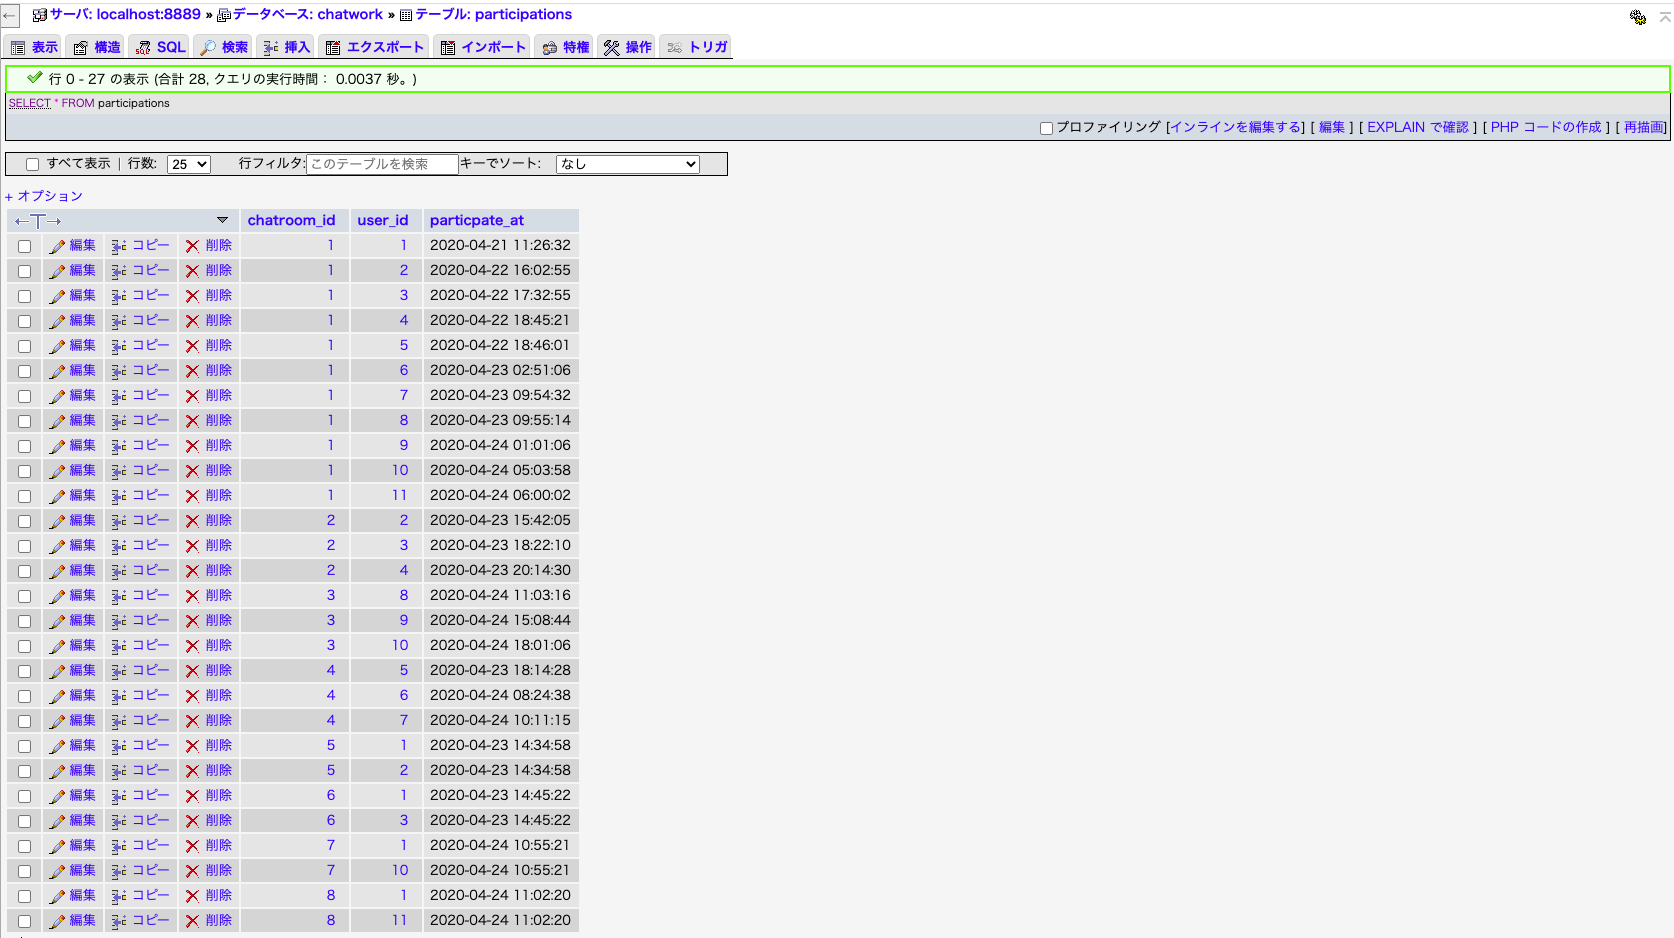 ← サーバ: localhost:8889 » データベース: chatwork » テーブル: participations
表示 構造 SQL 検索 挿入 エクスポート インポート 特権 操作 トリガ
行 0 - 27 の表示 (合計 28, クエリの実行時間： 0.0037 秒。)
SELECT * FROM participations
プロファイリング [インラインを編集する] [ 編集 ] [ EXPLAIN で確認 ] [ PHP コードの作成 ] [ 再描画]
すべて表示 | 行数: 25 行フィルタ: このテーブルを検索 キーでソート: なし
+ オプション
←T→ chatroom_id user_id particpate_at
編集 コピー 削除 1 1 2020-04-21 11:26:32
編集 コピー 削除 1 2 2020-04-22 16:02:55
編集 コピー 削除 1 3 2020-04-22 17:32:55
編集 コピー 削除 1 4 2020-04-22 18:45:21
編集 コピー 削除 1 5 2020-04-22 18:46:01
編集 コピー 削除 1 6 2020-04-23 02:51:06
編集 コピー 削除 1 7 2020-04-23 09:54:32
編集 コピー 削除 1 8 2020-04-23 09:55:14
編集 コピー 削除 1 9 2020-04-24 01:01:06
編集 コピー 削除 1 10 2020-04-24 05:03:58
編集 コピー 削除 1 11 2020-04-24 06:00:02
編集 コピー 削除 2 2 2020-04-23 15:42:05
編集 コピー 削除 2 3 2020-04-23 18:22:10
編集 コピー 削除 2 4 2020-04-23 20:14:30
編集 コピー 削除 3 8 2020-04-24 11:03:16
編集 コピー 削除 3 9 2020-04-24 15:08:44
編集 コピー 削除 3 10 2020-04-24 18:01:06
編集 コピー 削除 4 5 2020-04-23 18:14:28
編集 コピー 削除 4 6 2020-04-24 08:24:38
編集 コピー 削除 4 7 2020-04-24 10:11:15
編集 コピー 削除 5 1 2020-04-23 14:34:58
編集 コピー 削除 5 2 2020-04-23 14:34:58
編集 コピー 削除 6 1 2020-04-23 14:45:22
編集 コピー 削除 6 3 2020-04-23 14:45:22
編集 コピー 削除 7 1 2020-04-24 10:55:21
編集 コピー 削除 7 10 2020-04-24 10:55:21
編集 コピー 削除 8 1 2020-04-24 11:02:20
編集 コピー 削除 8 11 2020-04-24 11:02:20